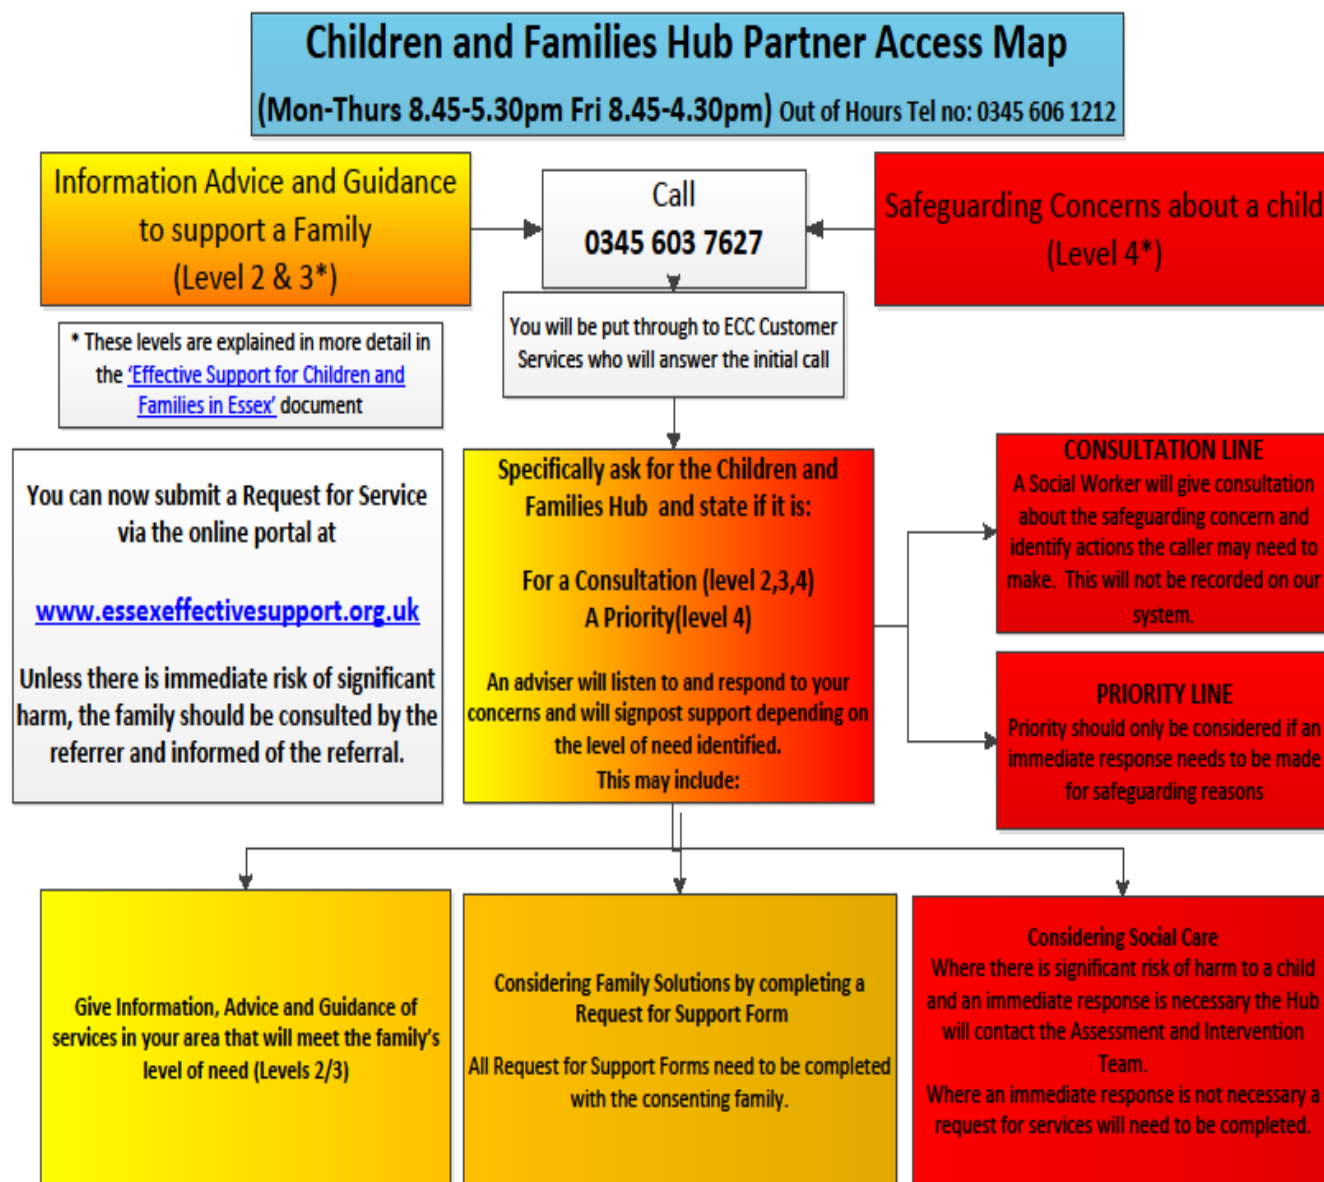 Children and Families Hub Partner Access Map
(Mon-Thurs 8.45-5.30pm Fri 8.45-4.30pm) Out of Hours Tel no: 0345 606 1212
Information Advice and Guidance
to support a Family
(Level 2 & 3*)
Call
0345 603 7627
Safeguarding Concerns about a child
(Level 4*)
* These levels are explained in more detail in
the ‘Effective Support for Children and
Families in Essex’ document
You will be put through to ECC Customer
Services who will answer the initial call
You can now submit a Request for Service
via the online portal at
www.essexeffectivesupport.org.uk
Unless there is immediate risk of significant
harm, the family should be consulted by the
referrer and informed of the referral.
Specifically ask for the Children and
Families Hub and state if it is:
For a Consultation (level 2,3,4)
A Priority(level 4)
An adviser will listen to and respond to your
concerns and will signpost support depending on
the level of need identified.
This may include:
CONSULTATION LINE
A Social Worker will give consultation
about the safeguarding concern and
identify actions the caller may need to
make. This will not be recorded on our
system.
PRIORITY LINE
Priority should only be considered if an
immediate response needs to be made
for safeguarding reasons
Give Information, Advice and Guidance of
services in your area that will meet the family’s
level of need (Levels 2/3)
Considering Family Solutions by completing a
Request for Support Form
All Request for Support Forms need to be completed
with the consenting family.
Considering Social Care
Where there is significant risk of harm to a child
and an immediate response is necessary the Hub
will contact the Assessment and Intervention
Team.
Where an immediate response is not necessary a
request for services will need to be completed.